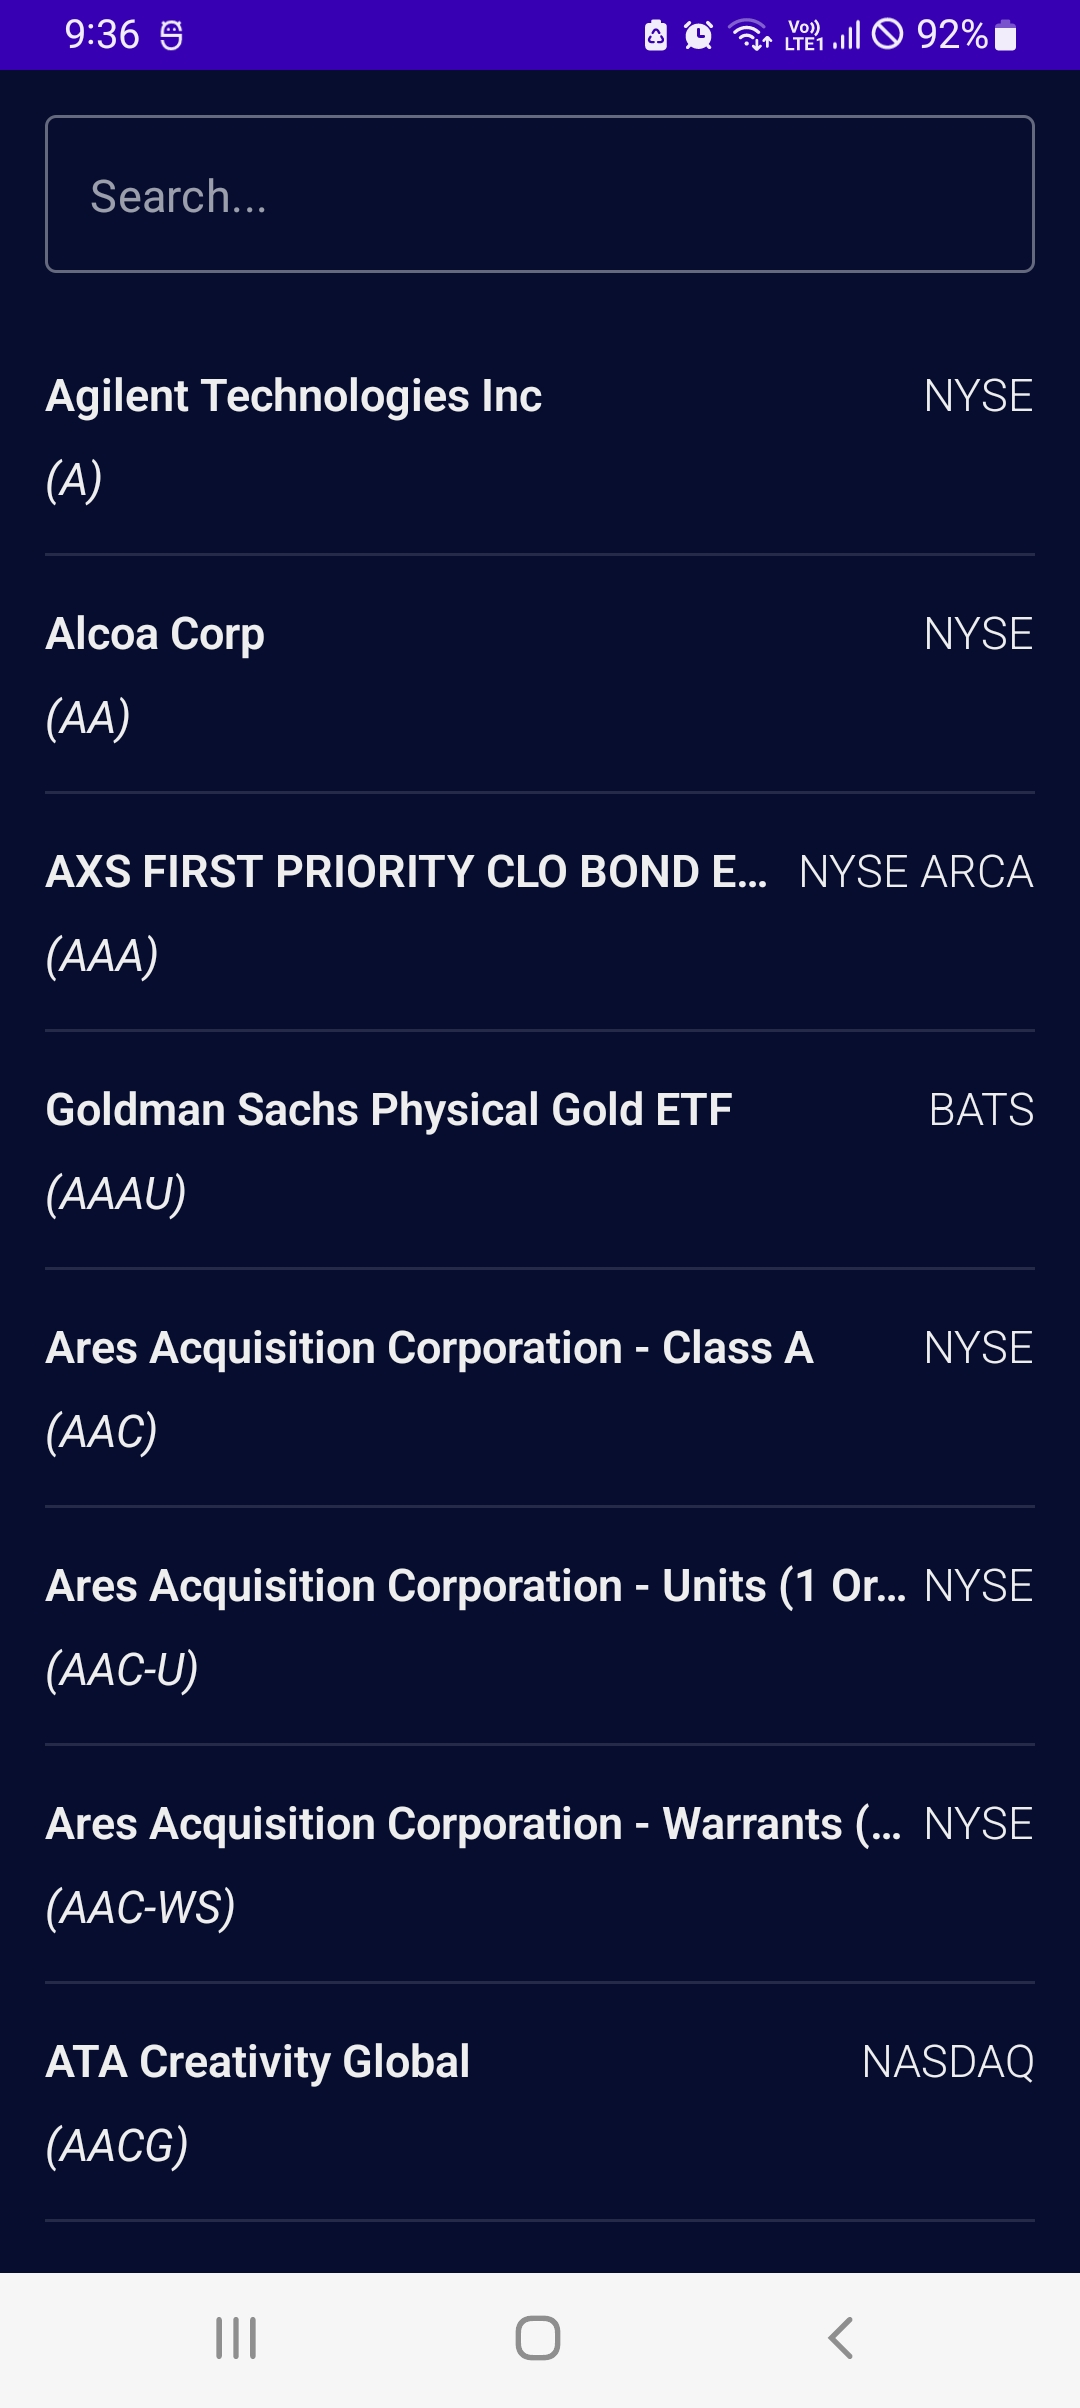 9:36
Vo)) LTE1 92%
Search...
Agilent Technologies Inc NYSE
(A)
Alcoa Corp NYSE
(AA)
AXS FIRST PRIORITY CLO BOND E... NYSE ARCA
(AAA)
Goldman Sachs Physical Gold ETF BATS
(AAAU)
Ares Acquisition Corporation - Class A NYSE
(AAC)
Ares Acquisition Corporation - Units (1 Or... NYSE
(AAC-U)
Ares Acquisition Corporation - Warrants (... NYSE
(AAC-WS)
ATA Creativity Global NASDAQ
(AACG)